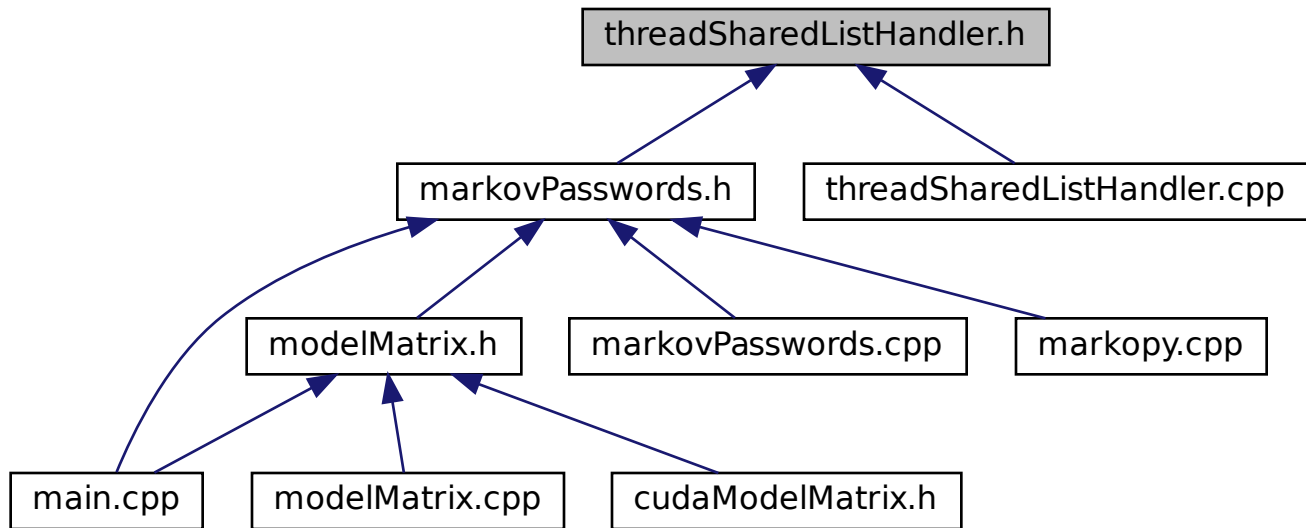 threadSharedListHandler.h
markovPasswords.h
threadSharedListHandler.cpp
modelMatrix.h
markovPasswords.cpp
markopy.cpp
main.cpp
modelMatrix.cpp
cudaModelMatrix.h